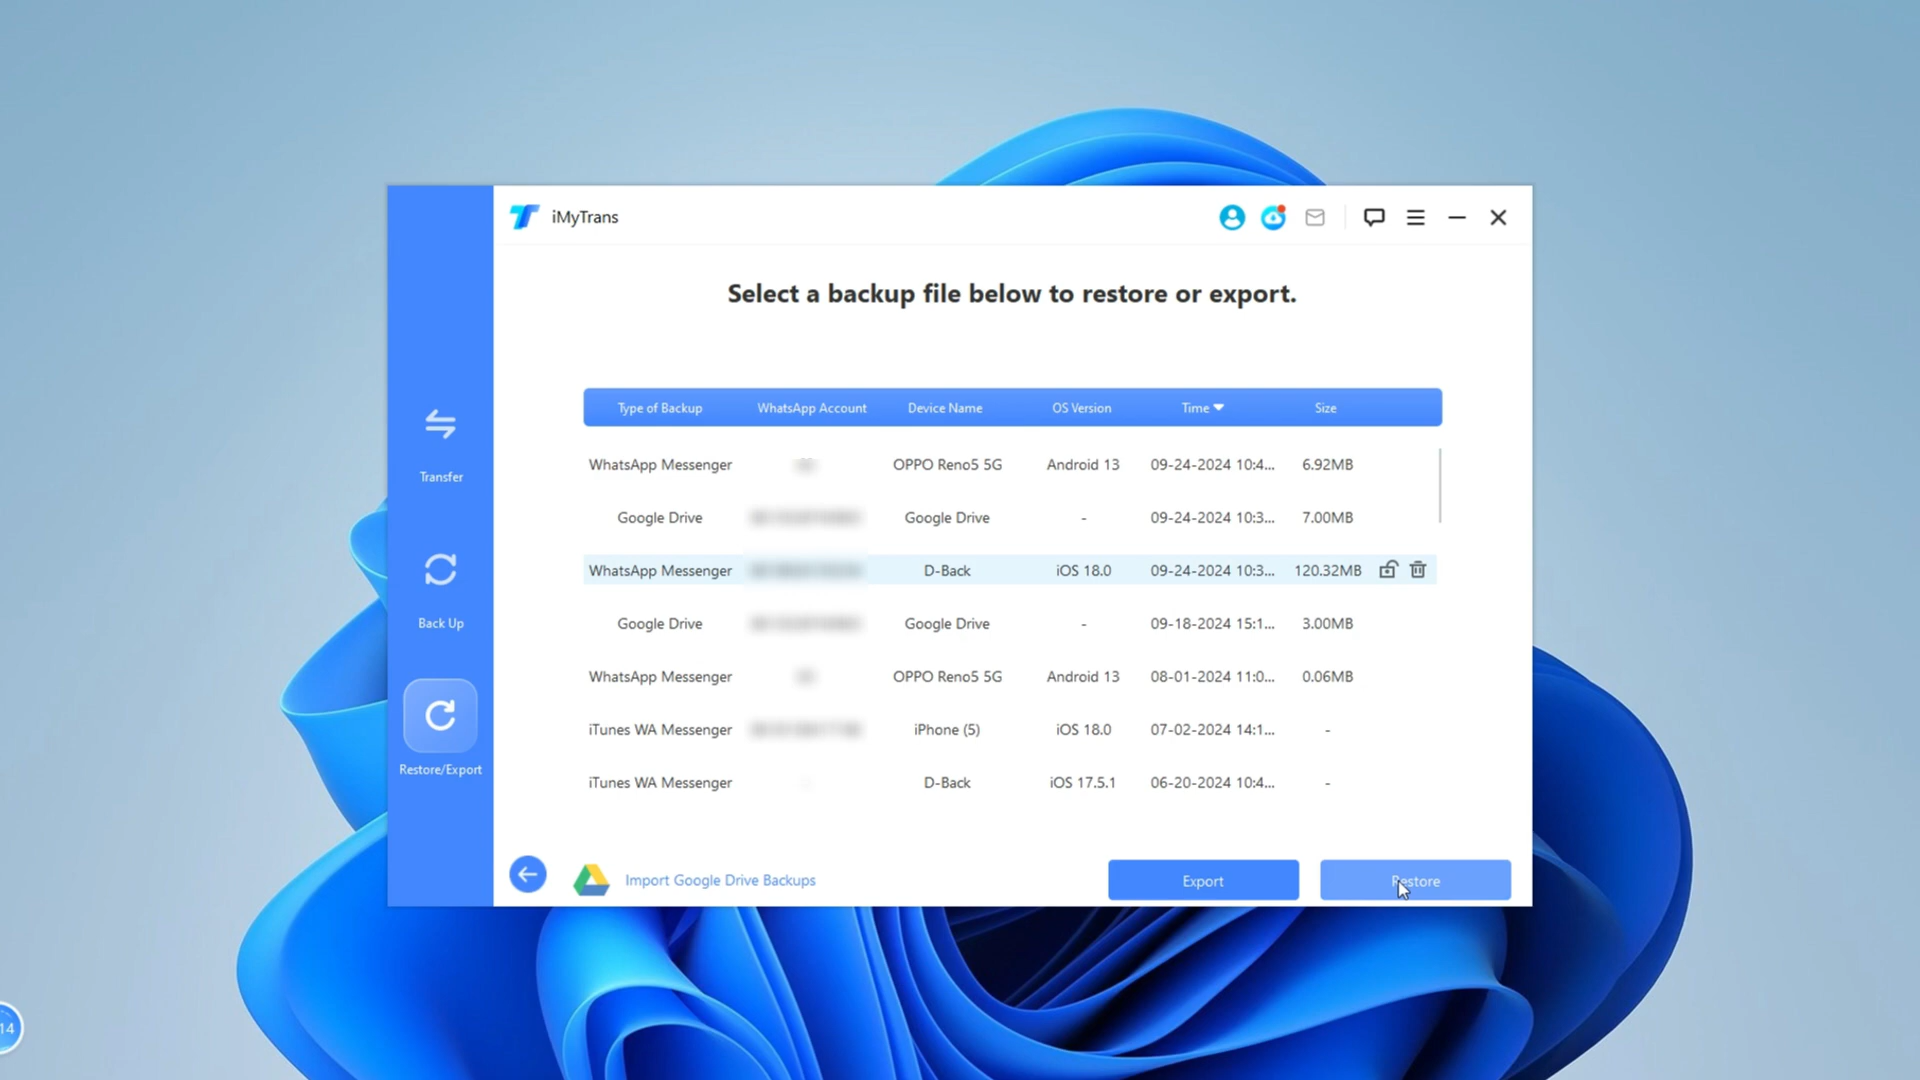 iMyTrans
Select a backup file below to restore or export.
Type of Backup WhatsApp Account Device Name OS Version Time Size
WhatsApp Messenger OPPO Reno5 5G Android 13 09-24-2024 10:4... 6.92MB
Google Drive Google Drive - 09-24-2024 10:3... 7.00MB
WhatsApp Messenger D-Back iOS 18.0 09-24-2024 10:3... 120.32MB
Google Drive Google Drive - 09-18-2024 15:1... 3.00MB
WhatsApp Messenger OPPO Reno5 5G Android 13 08-01-2024 11:0... 0.06MB
iTunes WA Messenger iPhone (5) iOS 18.0 07-02-2024 14:1... -
iTunes WA Messenger D-Back iOS 17.5.1 06-20-2024 10:4... -
Transfer
Back Up
Restore/Export
Import Google Drive Backups
Export
Restore
14